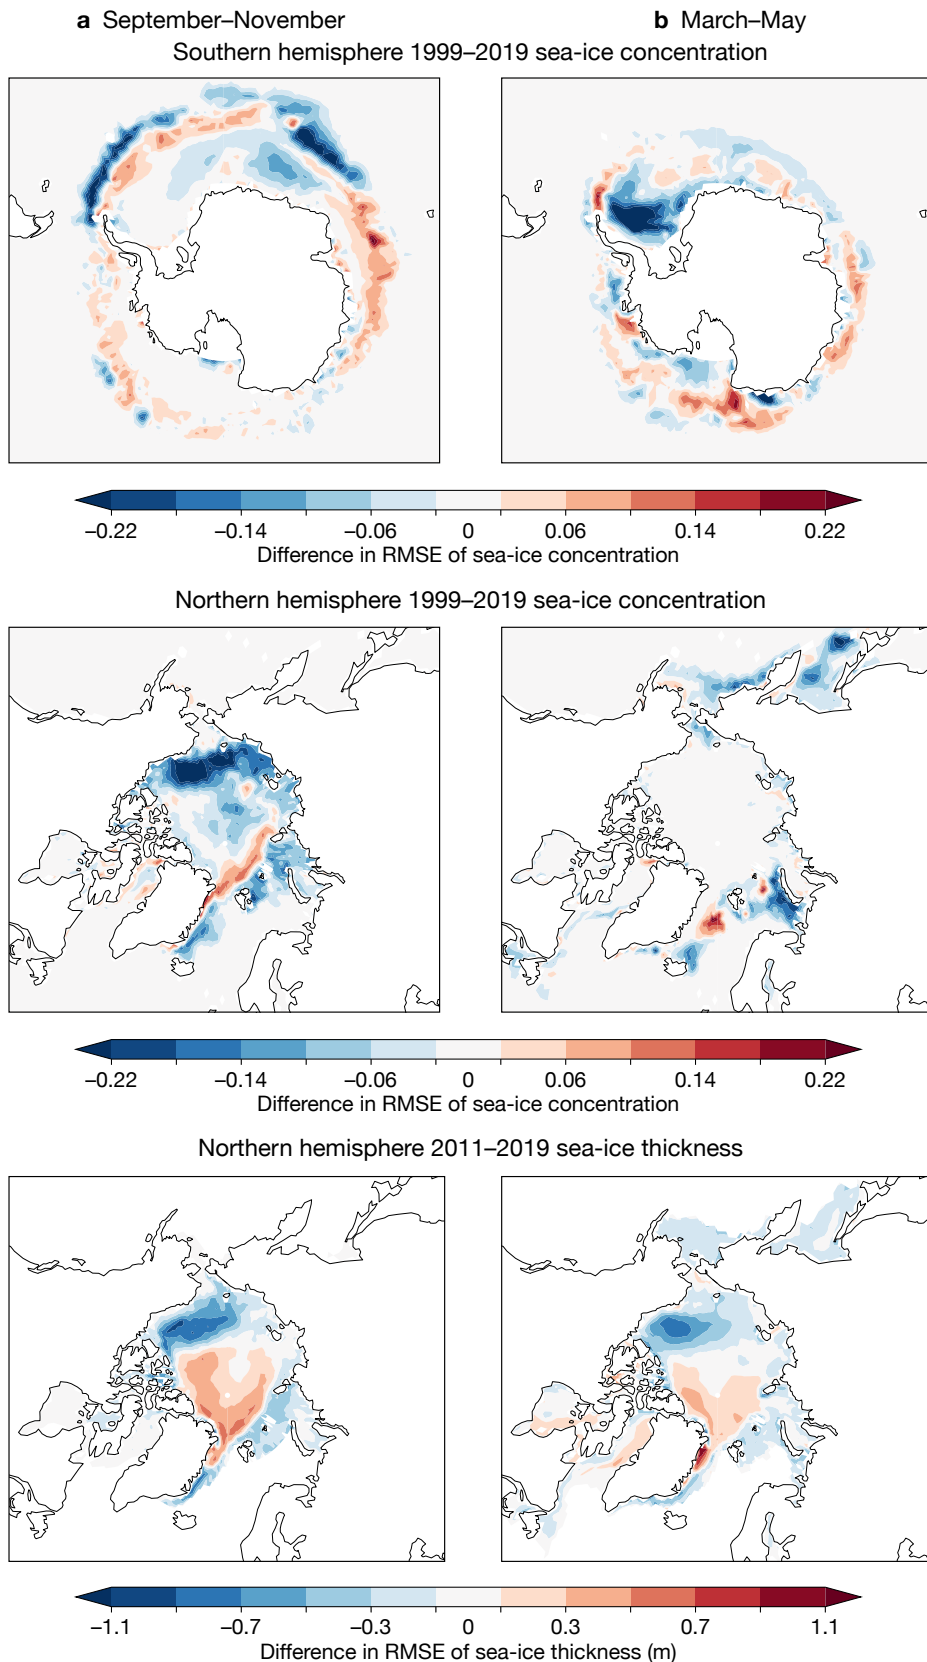 a September–November
b March–May
Southern hemisphere 1999–2019 sea-ice concentration
−0.22 −0.14 −0.06 0 0.06 0.14 0.22
Difference in RMSE of sea-ice concentration
Northern hemisphere 1999–2019 sea-ice concentration
−0.22 −0.14 −0.06 0 0.06 0.14 0.22
Difference in RMSE of sea-ice concentration
Northern hemisphere 2011–2019 sea-ice thickness
−1.1 −0.7 −0.3 0 0.3 0.7 1.1
Difference in RMSE of sea-ice thickness (m)